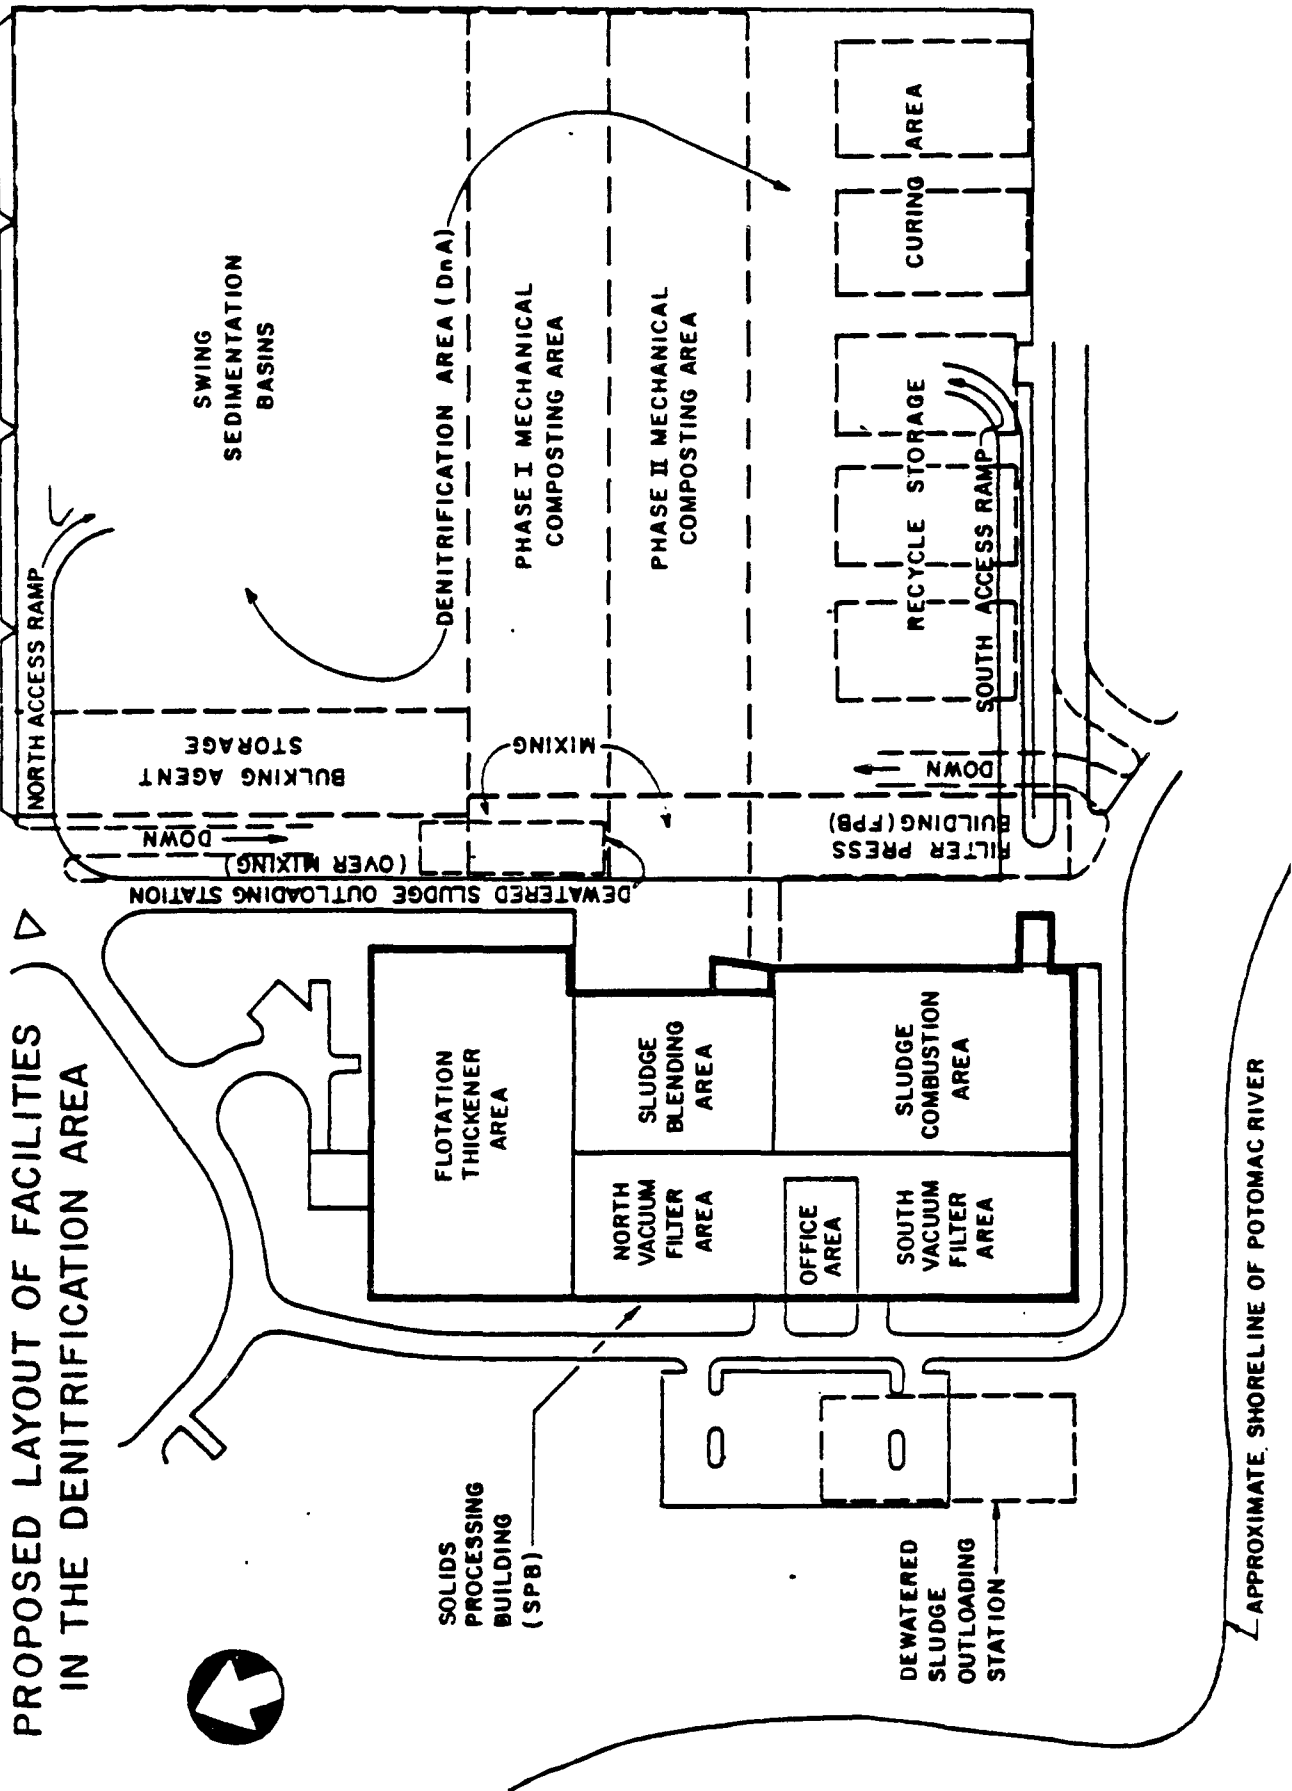 PROPOSED LAYOUT OF FACILITIES
IN THE DENITRIFICATION AREA
NORTH ACCESS RAMP
SWING
SEDIMENTATION
BASINS
BULKING AGENT
STORAGE
DOWN
DENITRIFICATION AREA (DnA)
PHASE I MECHANICAL
COMPOSTING AREA
PHASE II MECHANICAL
COMPOSTING AREA
MIXING
DEWATERED SLUDGE OUTLOADING STATION
(OVER MIXING)
CURING AREA
RECYCLE STORAGE
SOUTH ACCESS RAMP
DOWN
FILTER PRESS
BUILDING (FPB)
FLOTATION
THICKENER
AREA
SLUDGE
BLENDING
AREA
SLUDGE
COMBUSTION
AREA
NORTH
VACUUM
FILTER
AREA
OFFICE
AREA
SOUTH
VACUUM
FILTER
AREA
SOLIDS
PROCESSING
BUILDING
(SPB)
DEWATERED
SLUDGE
OUTLOADING
STATION
APPROXIMATE SHORELINE OF POTOMAC RIVER